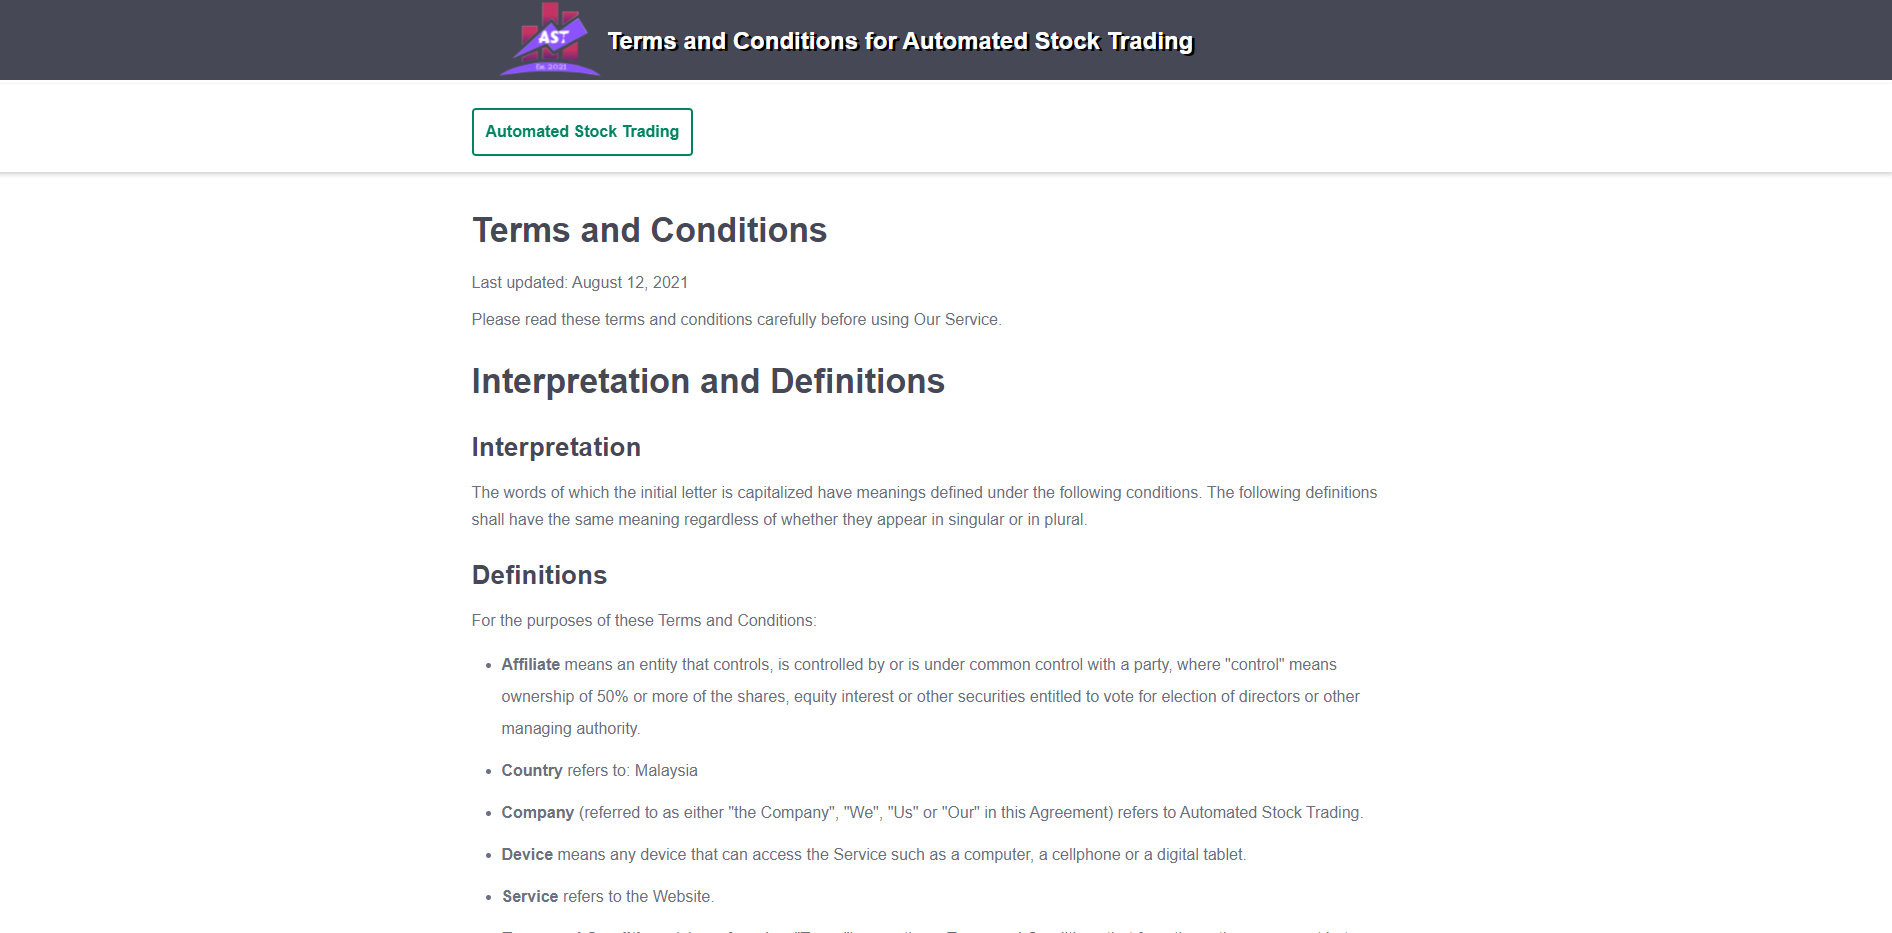 AST
Est. 2021
Terms and Conditions for Automated Stock Trading
Automated Stock Trading
Terms and Conditions
Last updated: August 12, 2021
Please read these terms and conditions carefully before using Our Service.
Interpretation and Definitions
Interpretation
The words of which the initial letter is capitalized have meanings defined under the following conditions. The following definitions
shall have the same meaning regardless of whether they appear in singular or in plural.
Definitions
For the purposes of these Terms and Conditions:
• Affiliate means an entity that controls, is controlled by or is under common control with a party, where "control" means
ownership of 50% or more of the shares, equity interest or other securities entitled to vote for election of directors or other
managing authority.
• Country refers to: Malaysia
• Company (referred to as either "the Company", "We", "Us" or "Our" in this Agreement) refers to Automated Stock Trading.
• Device means any device that can access the Service such as a computer, a cellphone or a digital tablet.
• Service refers to the Website.